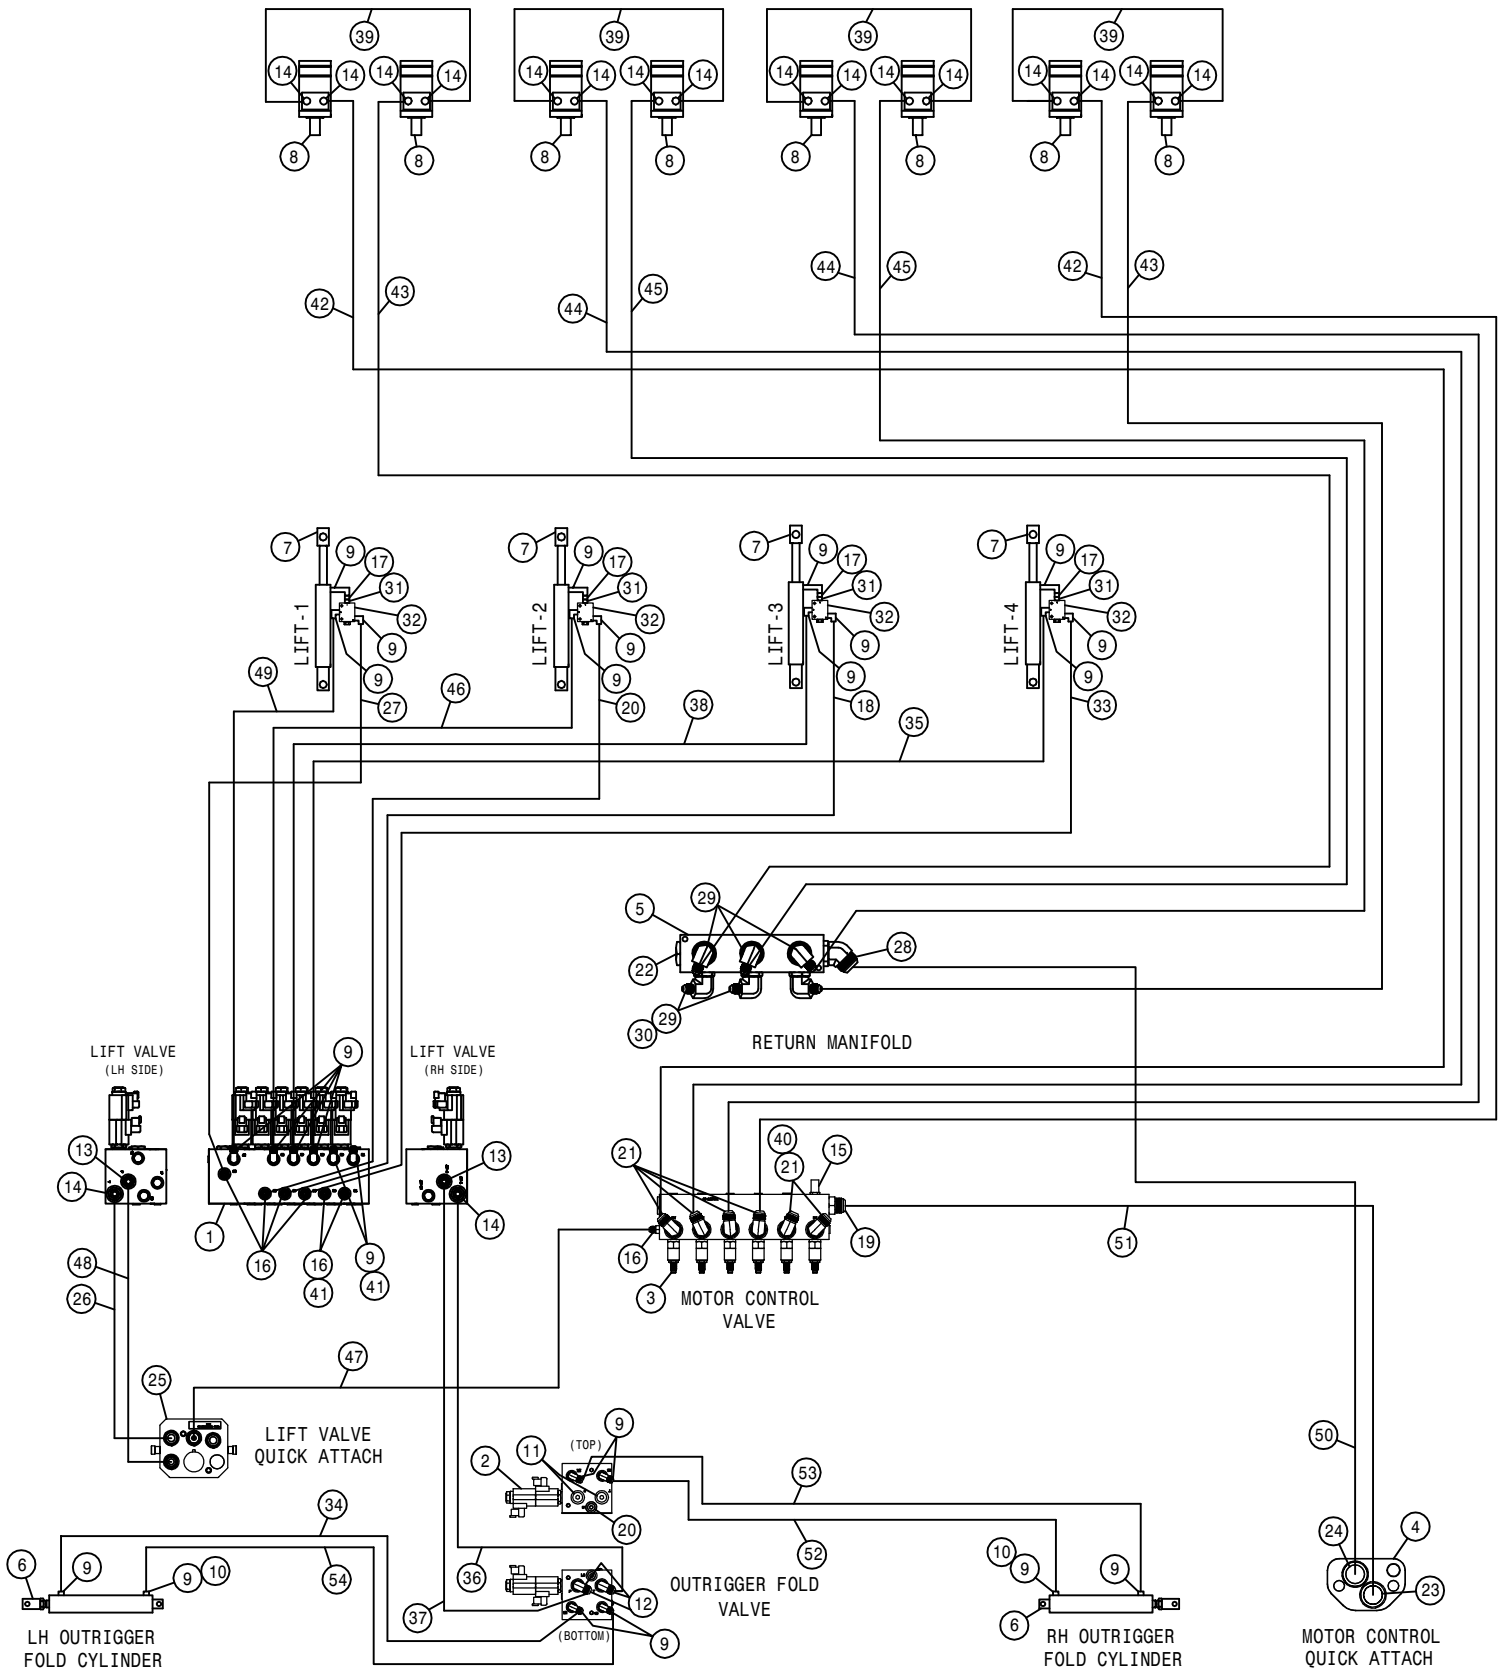 39 39 39 39
14 14 14 14 14 14 14 14 14 14 14 14 14 14 14 14
8 8 8 8 8 8 8 8
42 43 44 45 44 45 42 43
7 9 17 31 32 9 9 27
LIFT-1
7 9 17 31 32 9 9 20
LIFT-2
7 9 17 31 32 9 9 18
LIFT-3
7 9 17 31 32 9 9 33
LIFT-4
49 46 38 35
5 29 28
22
30 29
RETURN MANIFOLD
LIFT VALVE
(LH SIDE)
13
14
9
LIFT VALVE
(RH SIDE)
13
14
1 16 16 9
41 41
21 40 15
21
16 19
3
MOTOR CONTROL
VALVE
51
48
26
47
25
LIFT VALVE
QUICK ATTACH
2 11 (TOP) 9
20
53
52
50
34
54
6 9 9 10
LH OUTRIGGER
FOLD CYLINDER
36
37
12
(BOTTOM) 9
OUTRIGGER FOLD
VALVE
10 9 9
6
RH OUTRIGGER
FOLD CYLINDER
24 4
23
MOTOR CONTROL
QUICK ATTACH